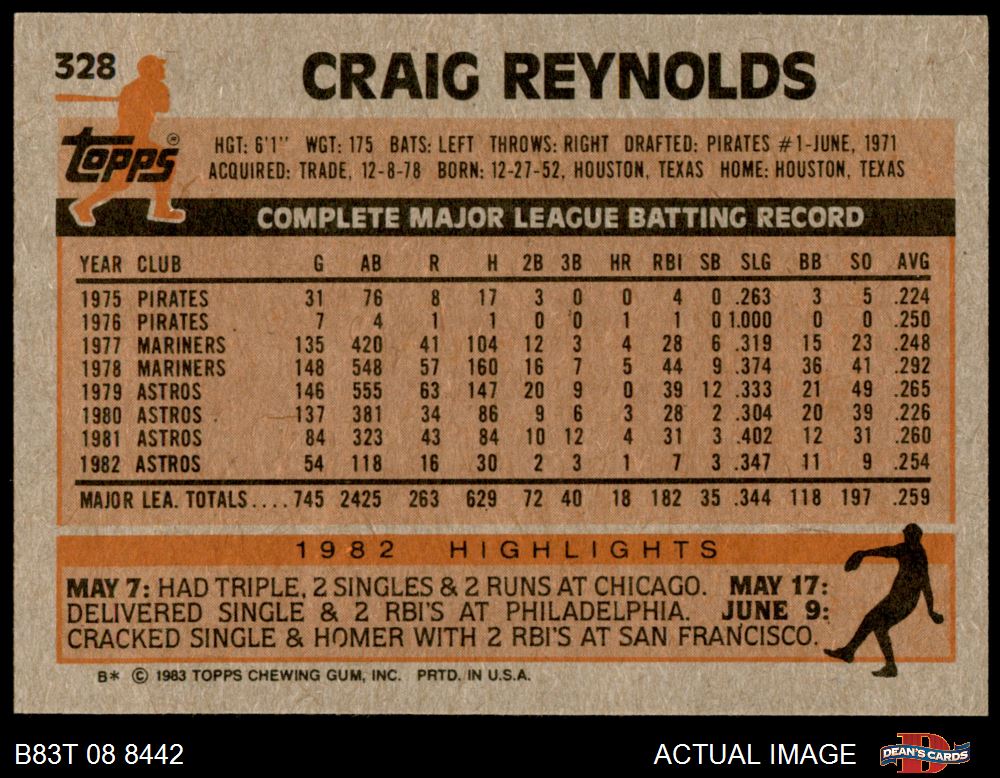 328
CRAIG REYNOLDS
Topps®
HGT: 6'1" WGT: 175 BATS: LEFT THROWS: RIGHT DRAFTED: PIRATES #1-JUNE, 1971
ACQUIRED: TRADE, 12-8-78 BORN: 12-27-52, HOUSTON, TEXAS HOME: HOUSTON, TEXAS
COMPLETE MAJOR LEAGUE BATTING RECORD
YEAR CLUB G AB R H 2B 3B HR RBI SB SLG BB SO AVG
1975 PIRATES 31 76 8 17 3 0 0 4 0 .263 3 5 .224
1976 PIRATES 7 4 1 1 0 0 1 1 0 1.000 0 0 .250
1977 MARINERS 135 420 41 104 12 3 4 28 6 .319 15 23 .248
1978 MARINERS 148 548 57 160 16 7 5 44 9 .374 36 41 .292
1979 ASTROS 146 555 63 147 20 9 0 39 12 .333 21 49 .265
1980 ASTROS 137 381 34 86 9 6 3 28 2 .304 20 39 .226
1981 ASTROS 84 323 43 84 10 12 4 31 3 .402 12 31 .260
1982 ASTROS 54 118 16 30 2 3 1 7 3 .347 11 9 .254
MAJOR LEA. TOTALS....745 2425 263 629 72 40 18 182 35 .344 118 197 .259
1982 HIGHLIGHTS
MAY 7: HAD TRIPLE, 2 SINGLES & 2 RUNS AT CHICAGO. MAY 17:
DELIVERED SINGLE & 2 RBI'S AT PHILADELPHIA. JUNE 9:
CRACKED SINGLE & HOMER WITH 2 RBI'S AT SAN FRANCISCO.
B* © 1983 TOPPS CHEWING GUM, INC. PRTD. IN U.S.A.
B83T 08 8442 ACTUAL IMAGE DEAN'S CARDS